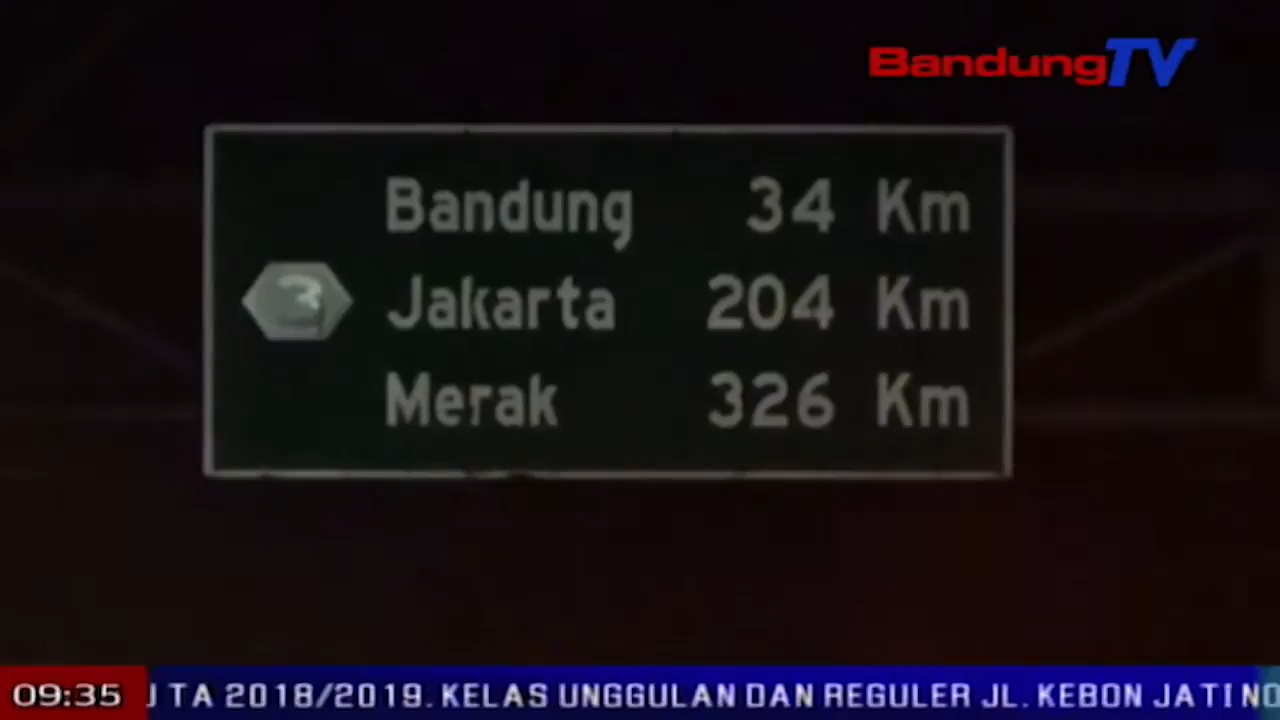 BandungTV
Bandung 34 Km
3 Jakarta 204 Km
Merak 326 Km
09:35 TA 2018/2019. KELAS UNGGULAN DAN REGULER JL. KEBON JATI NO